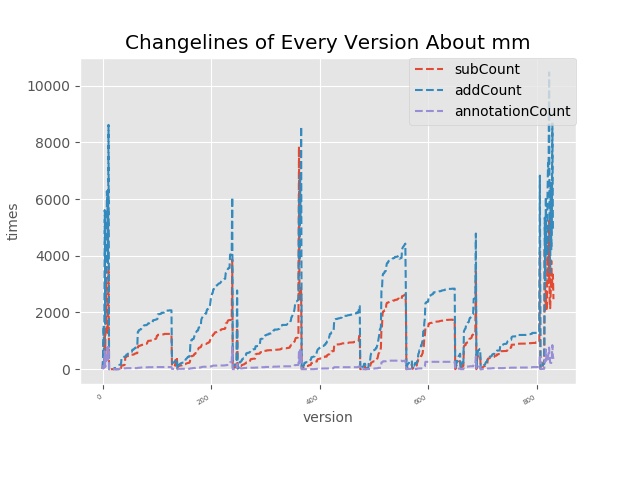 Changelines of Every Version About mm
subCount
addCount
annotationCount
times
10000
8000
6000
4000
2000
0
0
200
400
600
800
version